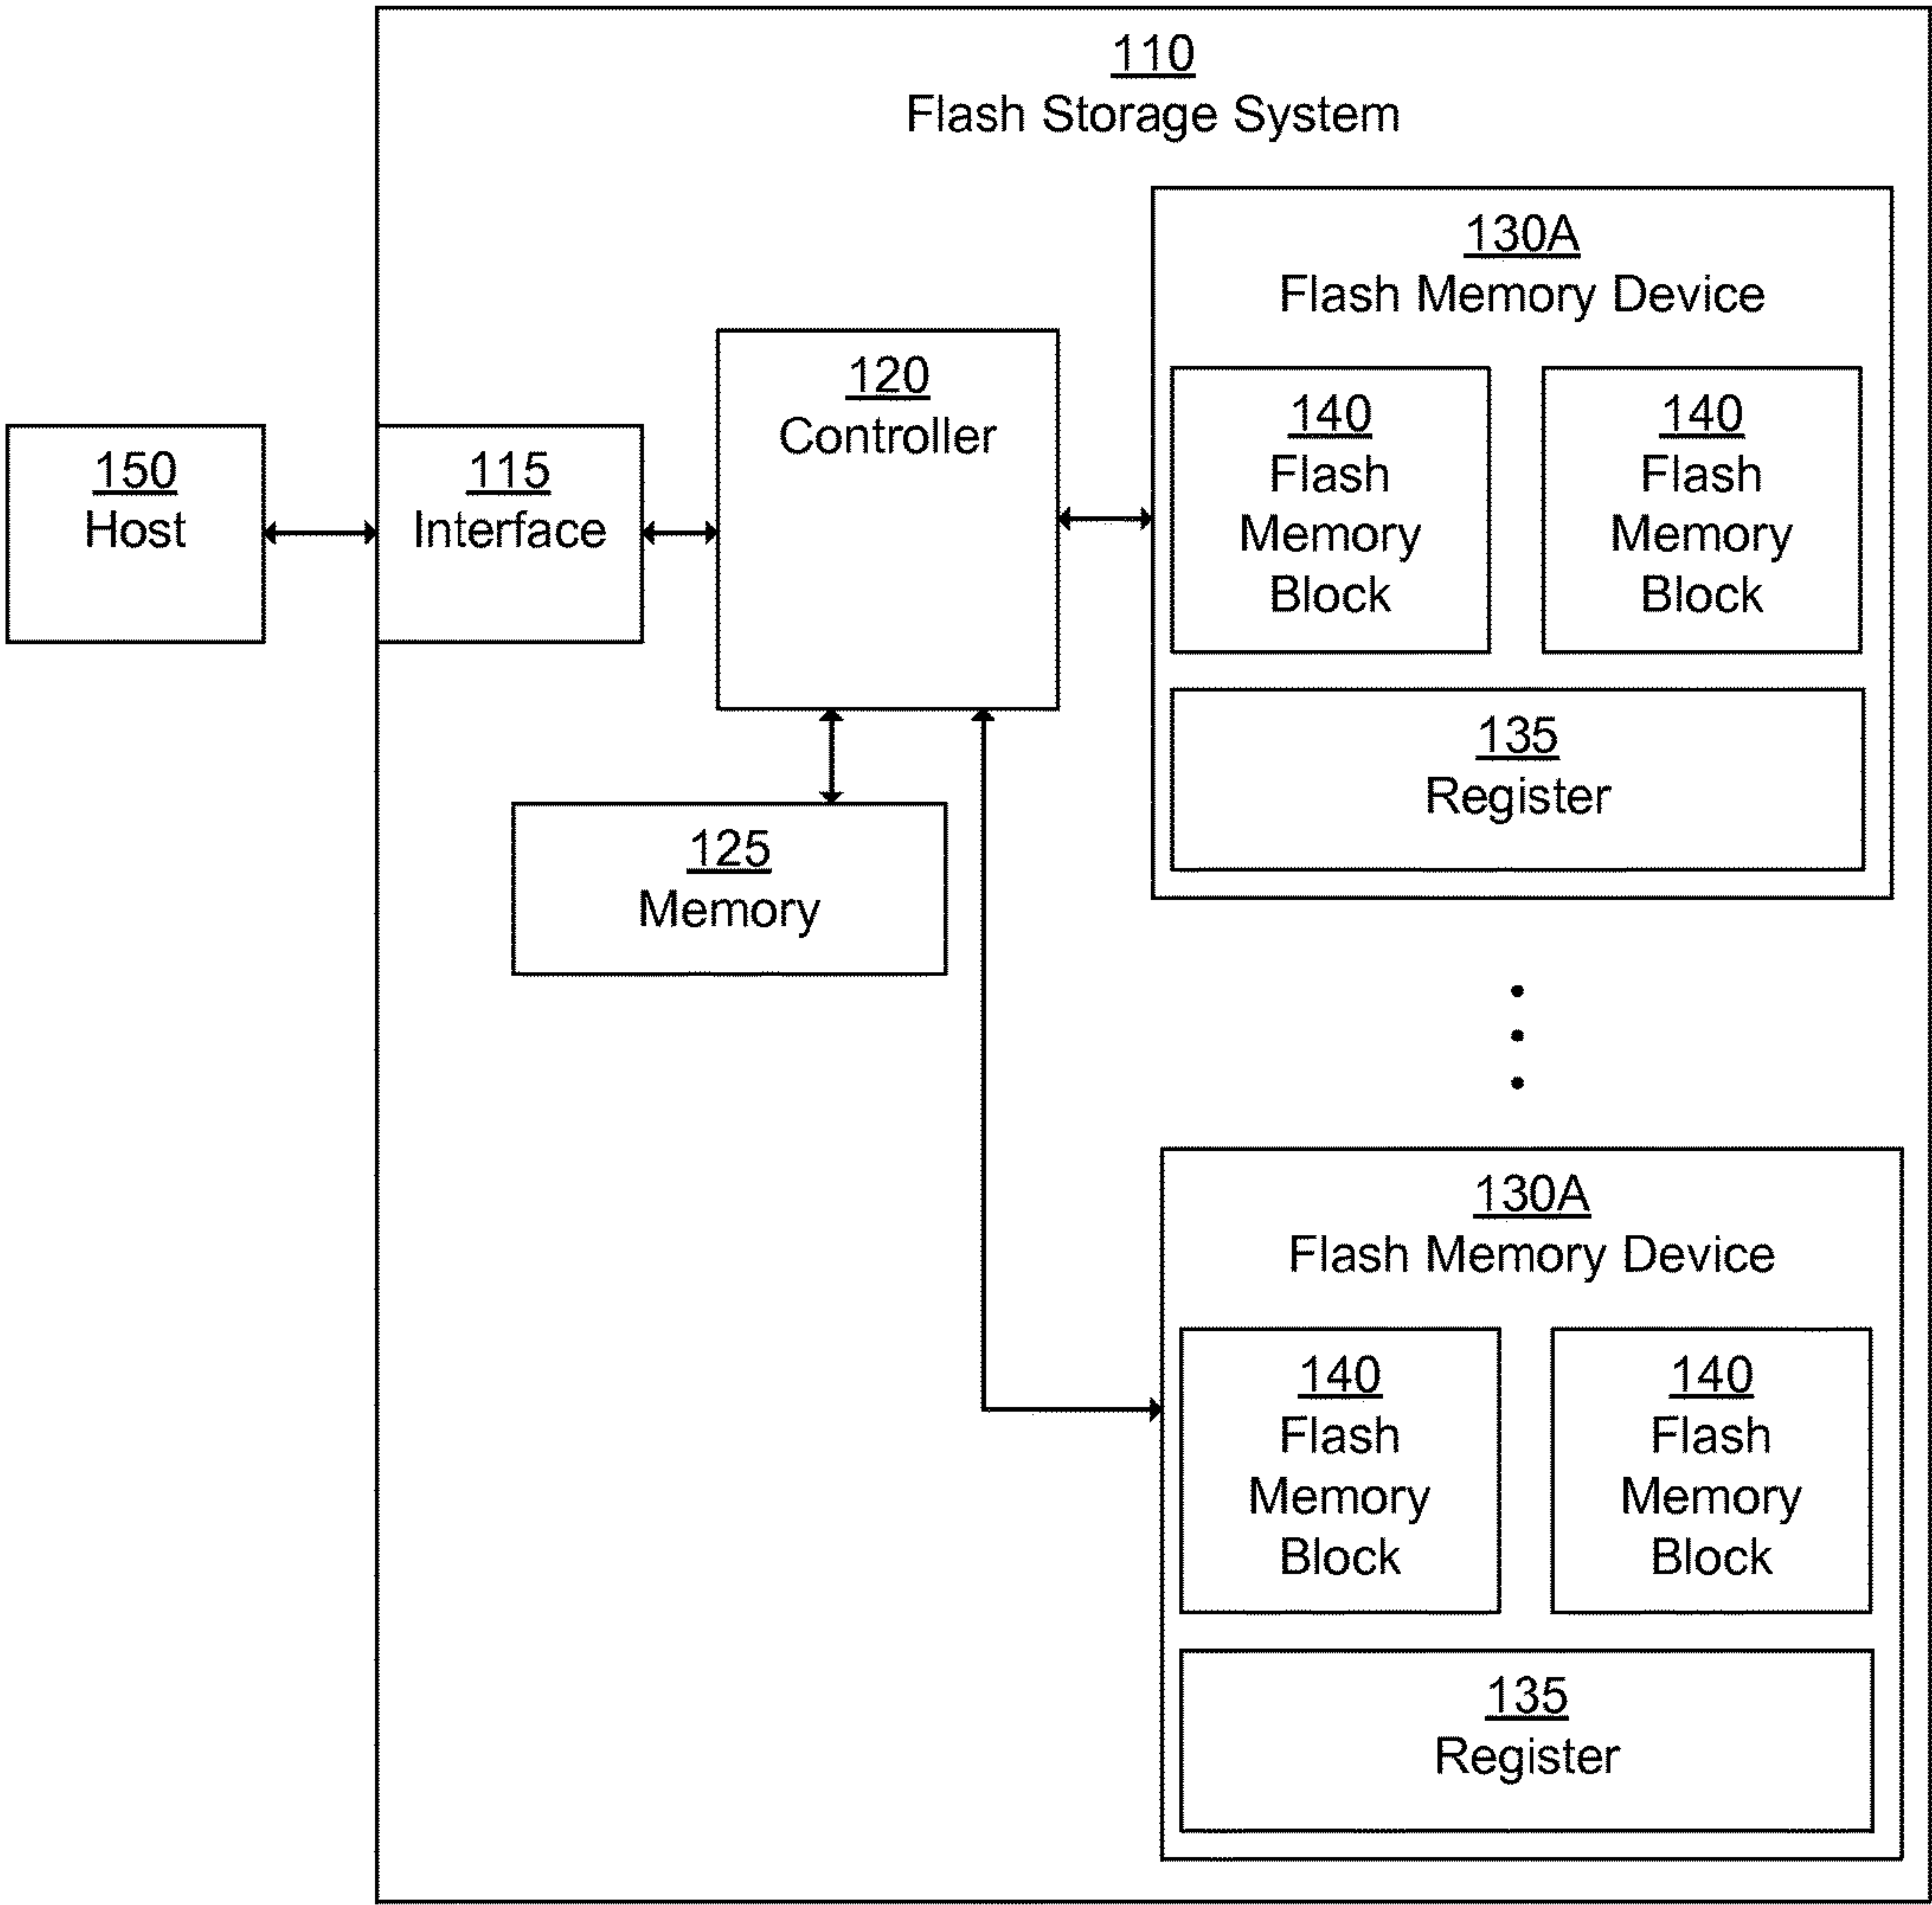 110
Flash Storage System
130A
Flash Memory Device
120
Controller
140
Flash
Memory
Block
140
Flash
Memory
Block
150
Host
115
Interface
135
Register
125
Memory
130A
Flash Memory Device
140
Flash
Memory
Block
140
Flash
Memory
Block
135
Register